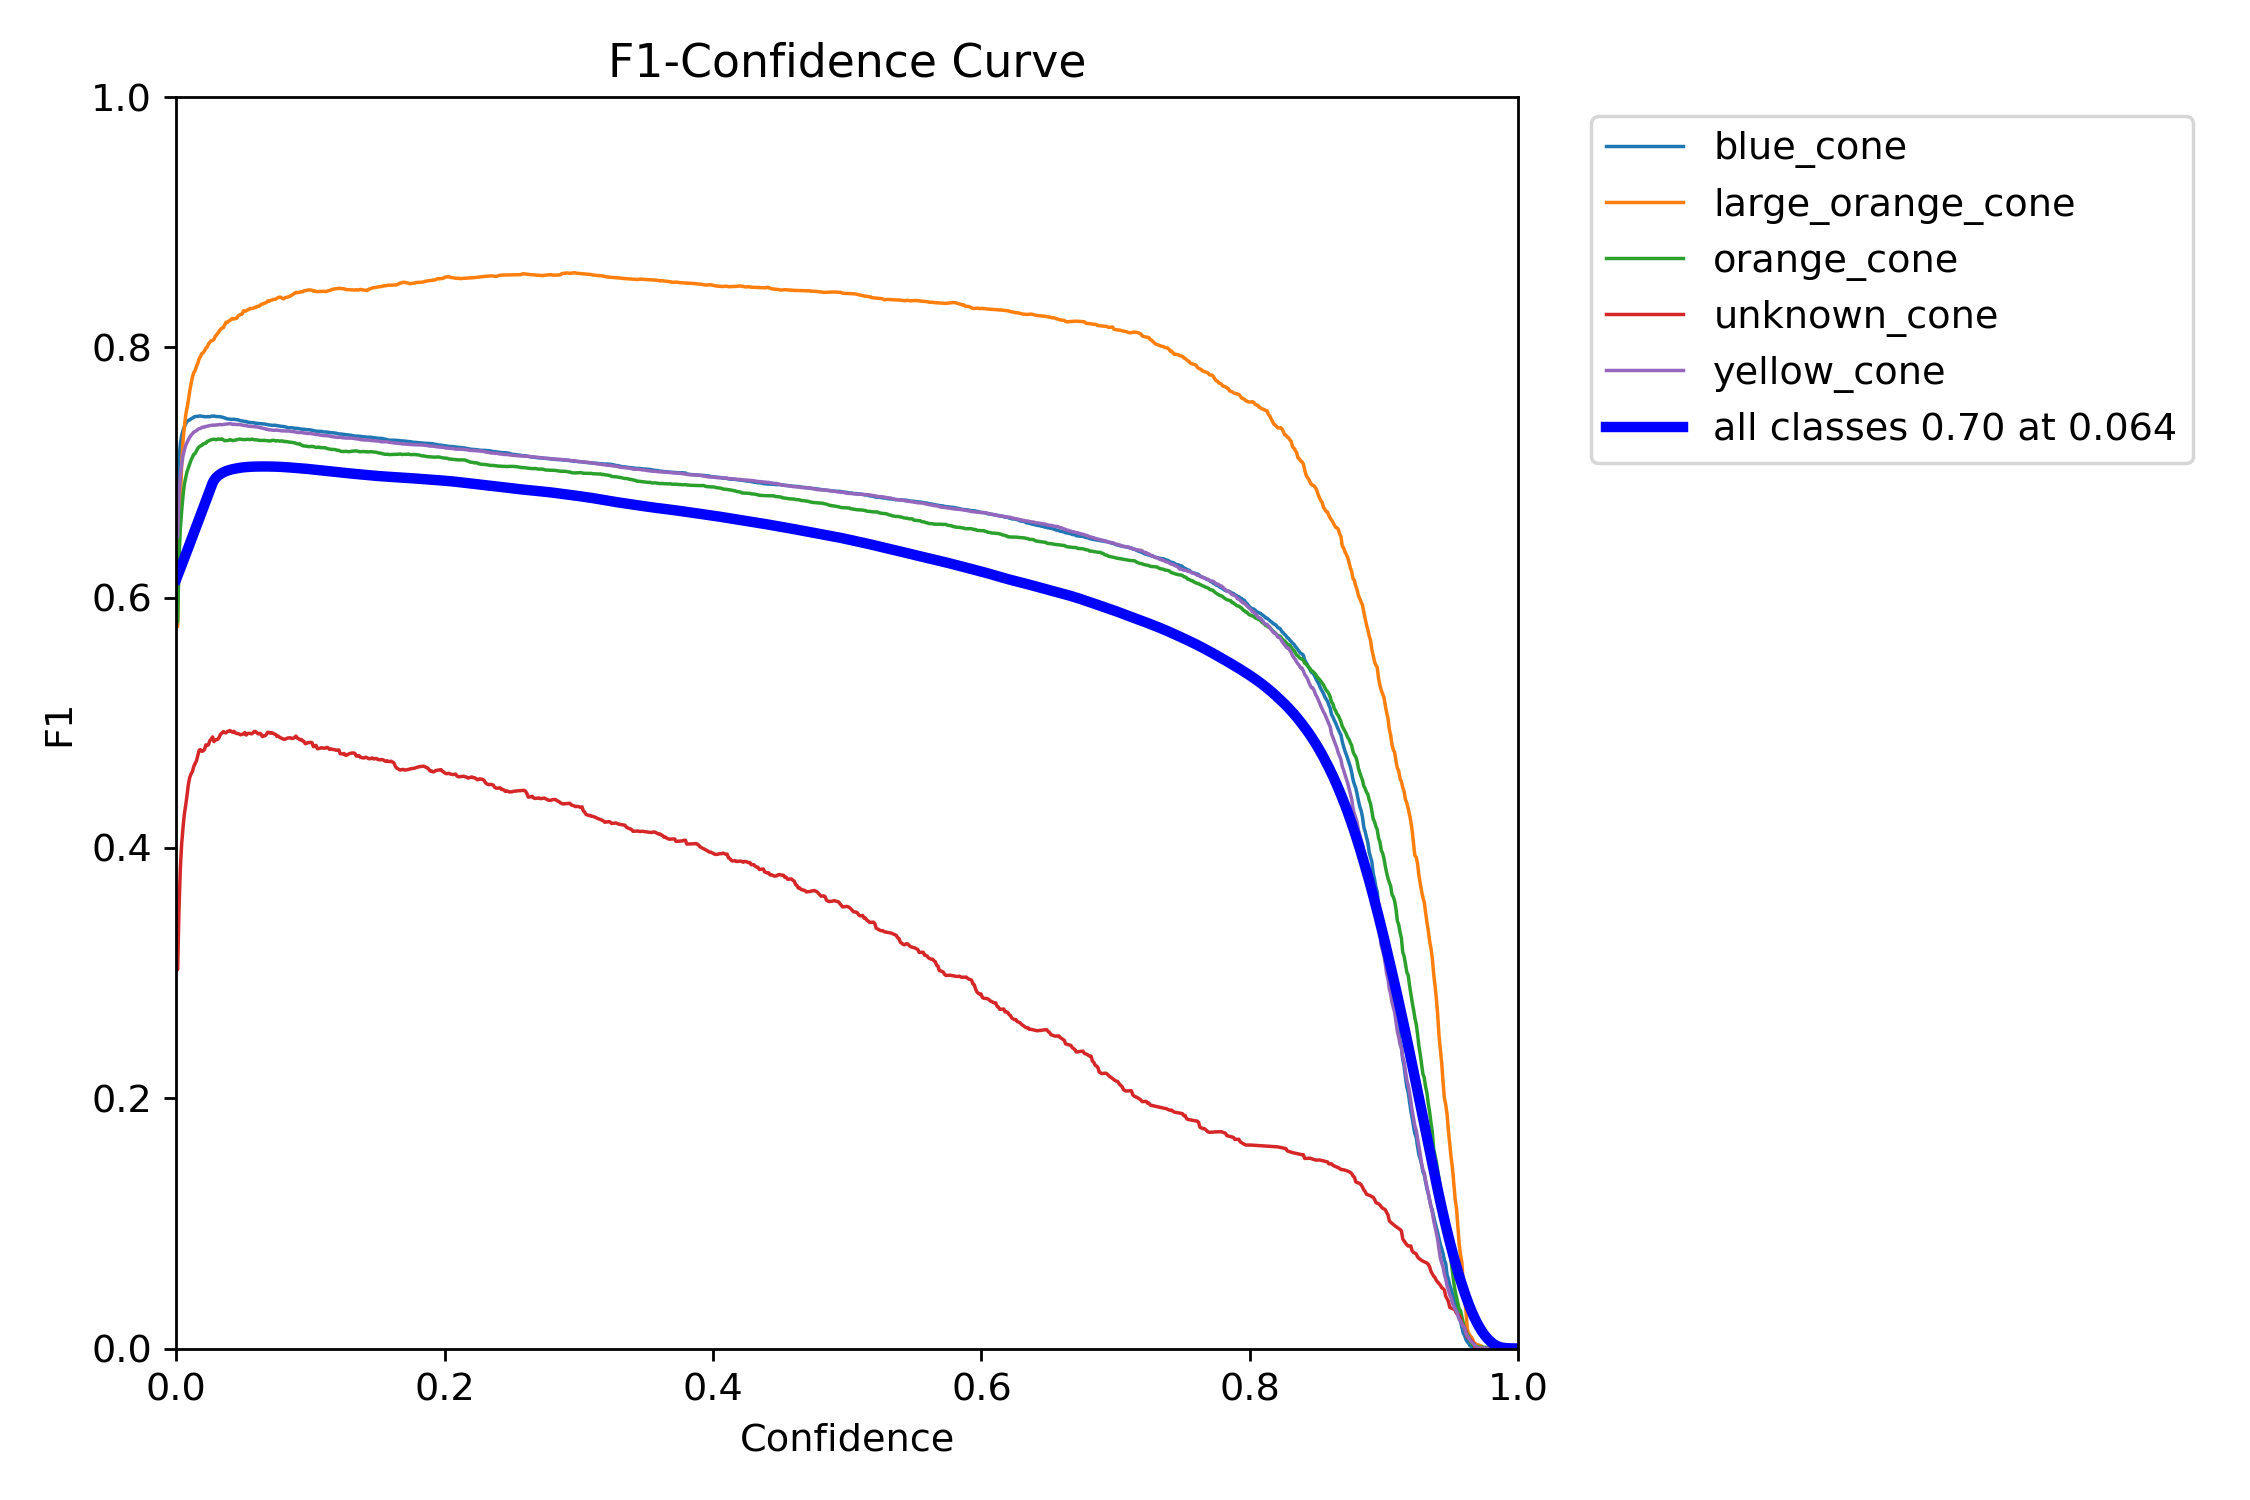 F1-Confidence Curve
1.0
0.8
0.6
0.4
0.2
0.0
F1
0.0 0.2 0.4 0.6 0.8 1.0
Confidence
blue_cone
large_orange_cone
orange_cone
unknown_cone
yellow_cone
all classes 0.70 at 0.064